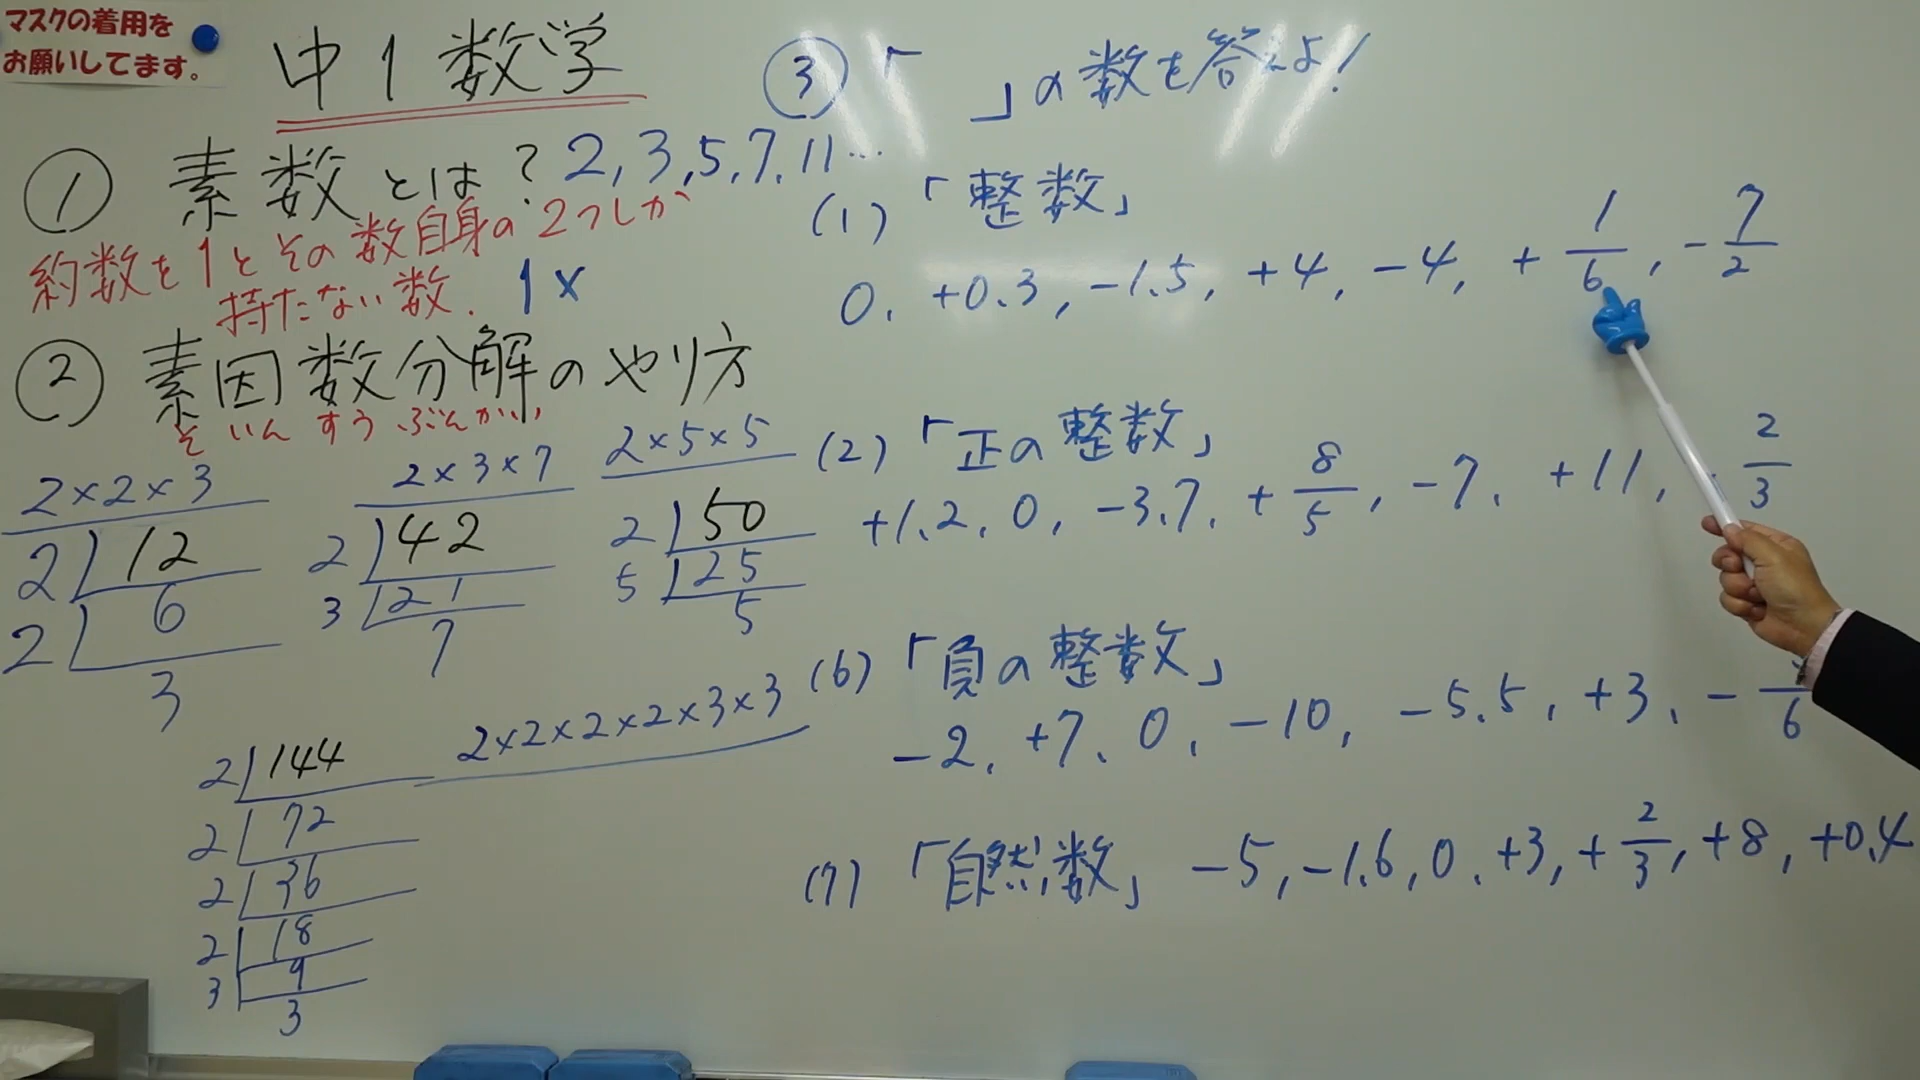 マスクの着用を
お願いしてます。
中1数学
① 素数とは? 2, 3, 5, 7, 11…
約数を1とその数自身の2つしか
持たない数. 1×
② 素因数分解のやり方
そ いん すう ぶんかい
2×2×3
2 12
2 6
3
2×3×7
2 42
3 21
7
2×5×5
2 50
5 25
5
2×2×2×2×3×3
2 144
2 72
2 36
2 18
3 9
3
③ 「 」の数を答えよ!
(1) 「整数」
0, +0.3, -1.5, +4, -4, +1/6, -7/2
(2) 「正の整数」
+1.2, 0, -3.7, +8/5, -7, +11, 2/3
(6) 「負の整数」
-2, +7, 0, -10, -5.5, +3, - /6
(7) 「自然数」 -5, -1.6, 0, +3, +2/3, +8, +0.4